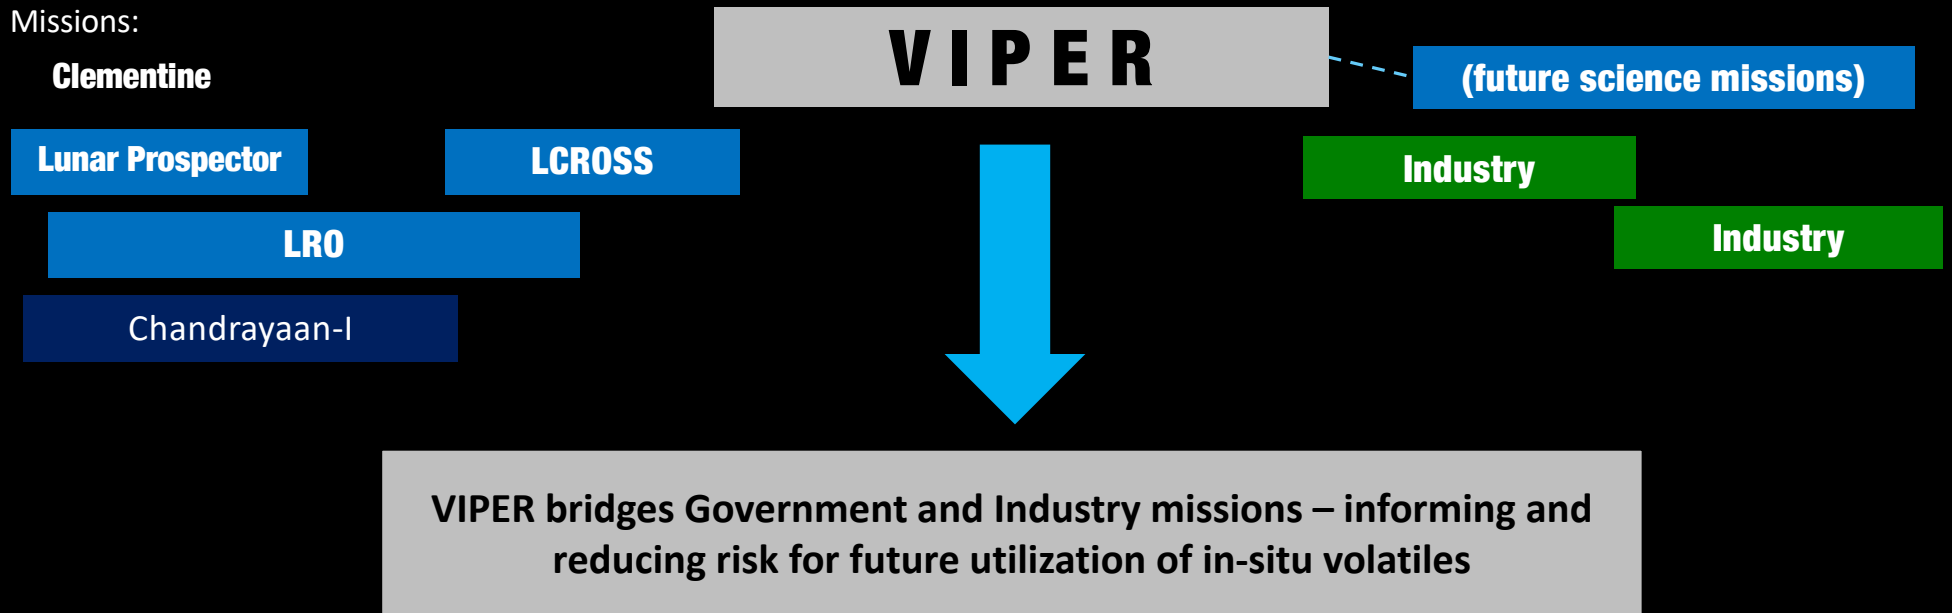 Missions:
Clementine
Lunar Prospector
LCROSS
LRO
Chandrayaan-I
VIPER
(future science missions)
Industry
Industry
VIPER bridges Government and Industry missions – informing and
reducing risk for future utilization of in-situ volatiles